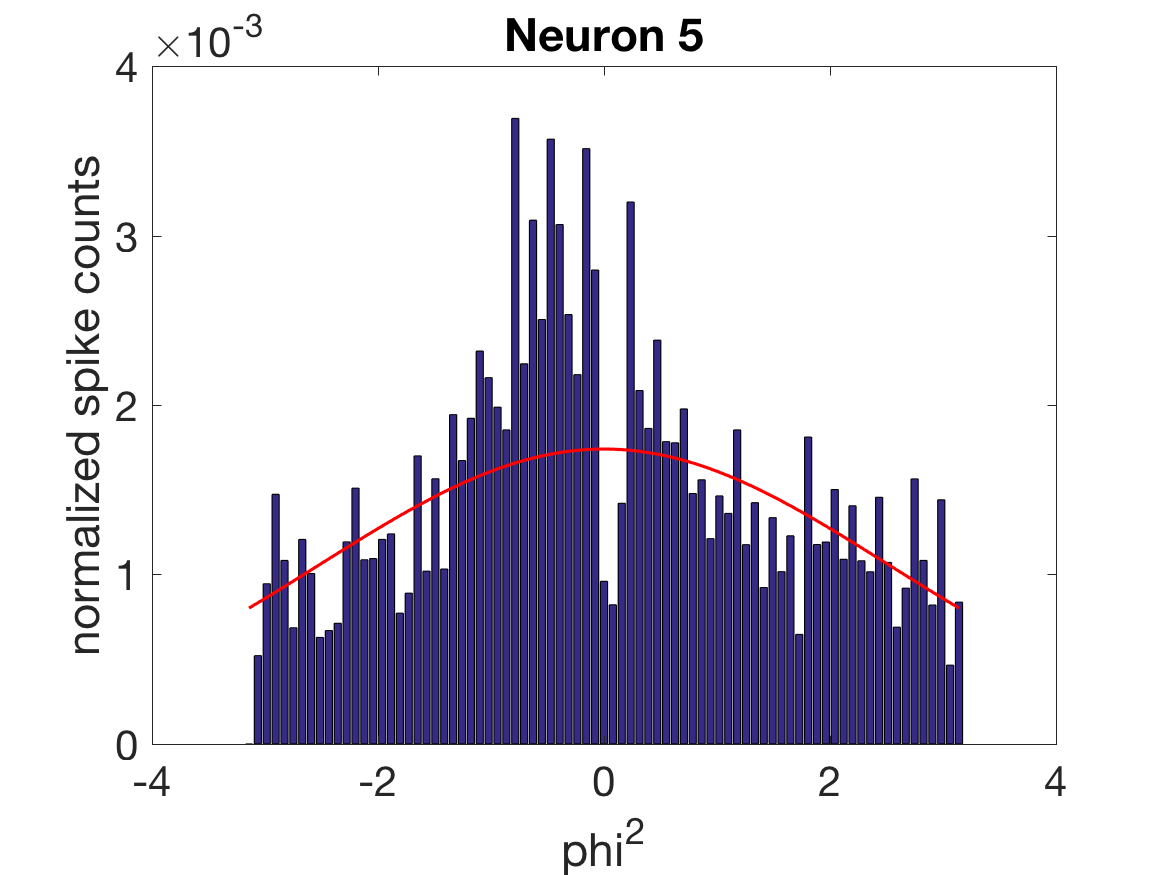 Neuron 5
×10⁻³
4
3
2
1
0
normalized spike counts
-4 -2 0 2 4
phi²